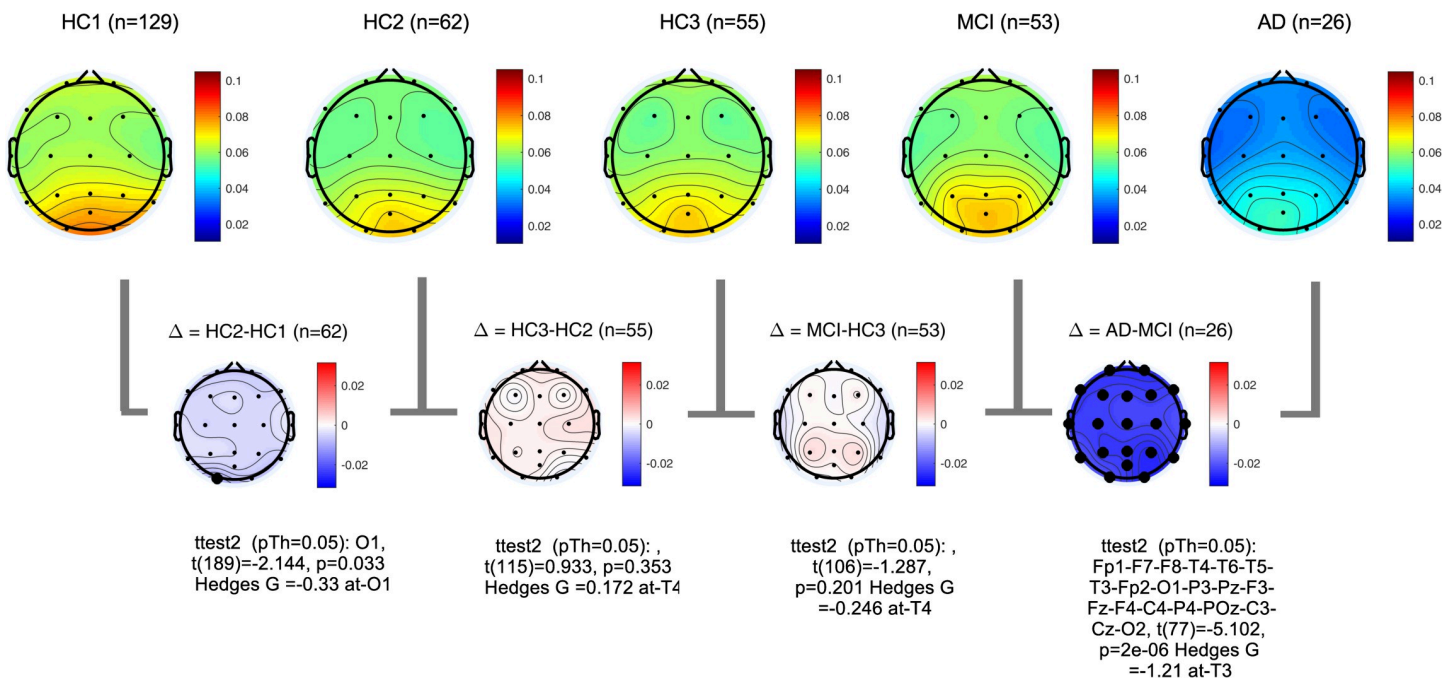 HC1 (n=129)
HC2 (n=62)
HC3 (n=55)
MCI (n=53)
AD (n=26)
0.1
0.08
0.06
0.04
0.02
0.1
0.08
0.06
0.04
0.02
0.1
0.08
0.06
0.04
0.02
0.1
0.08
0.06
0.04
0.02
0.1
0.08
0.06
0.04
0.02
Δ = HC2-HC1 (n=62)
Δ = HC3-HC2 (n=55)
Δ = MCI-HC3 (n=53)
Δ = AD-MCI (n=26)
0.02
0
-0.02
0.02
0
-0.02
0.02
0
-0.02
0.02
0
-0.02
ttest2 (pTh=0.05): O1,
t(189)=-2.144, p=0.033
Hedges G =-0.33 at-O1
ttest2 (pTh=0.05): ,
t(115)=0.933, p=0.353
Hedges G =0.172 at-T4
ttest2 (pTh=0.05): ,
t(106)=-1.287,
p=0.201 Hedges G
=-0.246 at-T4
ttest2 (pTh=0.05):
Fp1-F7-F8-T4-T6-T5-
T3-Fp2-O1-P3-Pz-F3-
Fz-F4-C4-P4-POz-C3-
Cz-O2, t(77)=-5.102,
p=2e-06 Hedges G
=-1.21 at-T3